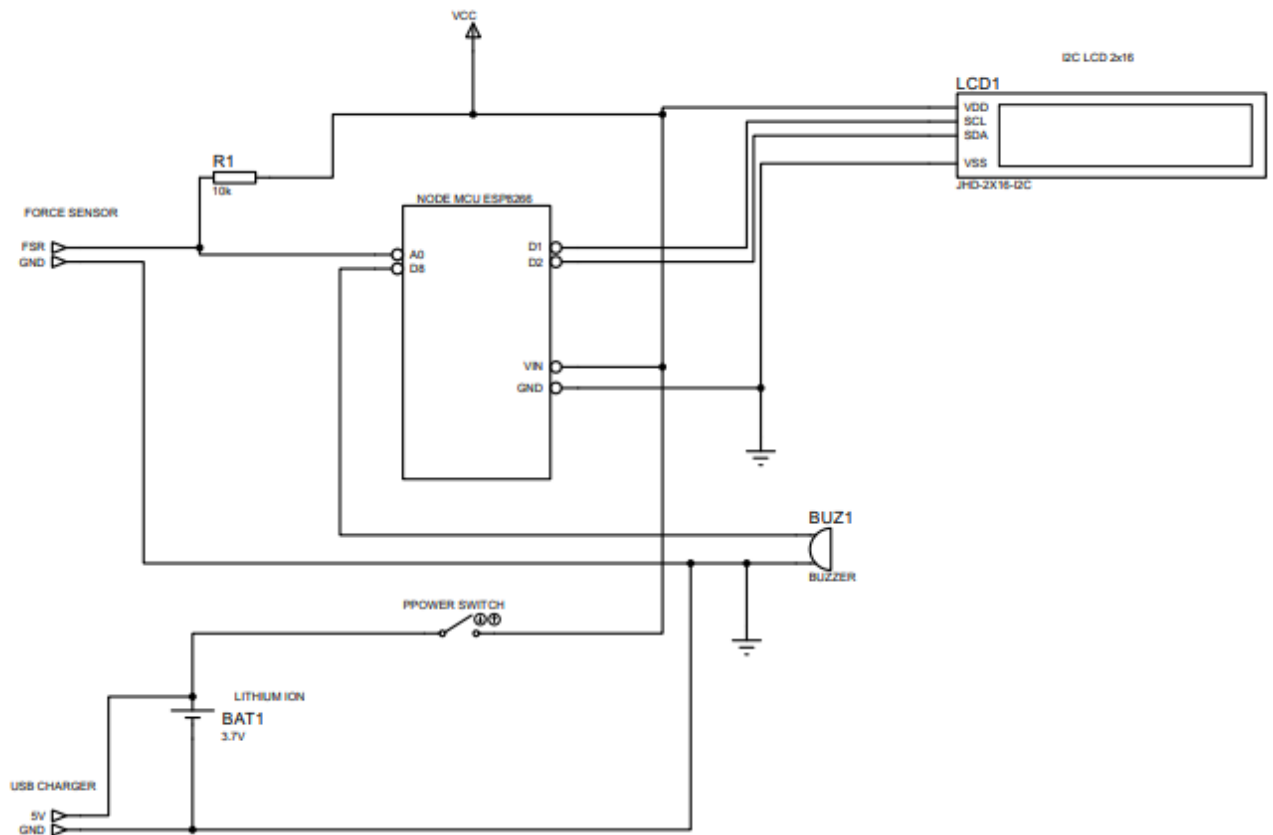 VCC
I2C LCD 2x16
LCD1
VDD
SCL
SDA
VSS
JHD-2X16-I2C
R1
10k
NODE MCU ESP8266
FORCE SENSOR
FSR
GND
A0
D8
D1
D2
VIN
GND
BUZ1
BUZZER
PPOWER SWITCH
LITHIUM ION
BAT1
3.7V
USB CHARGER
5V
GND